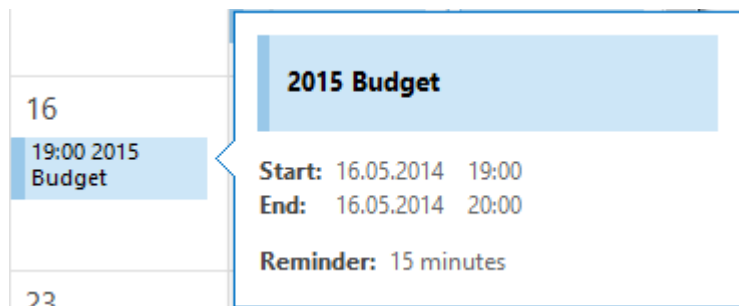 16
19:00 2015
Budget
23
2015 Budget
Start: 16.05.2014 19:00
End: 16.05.2014 20:00
Reminder: 15 minutes